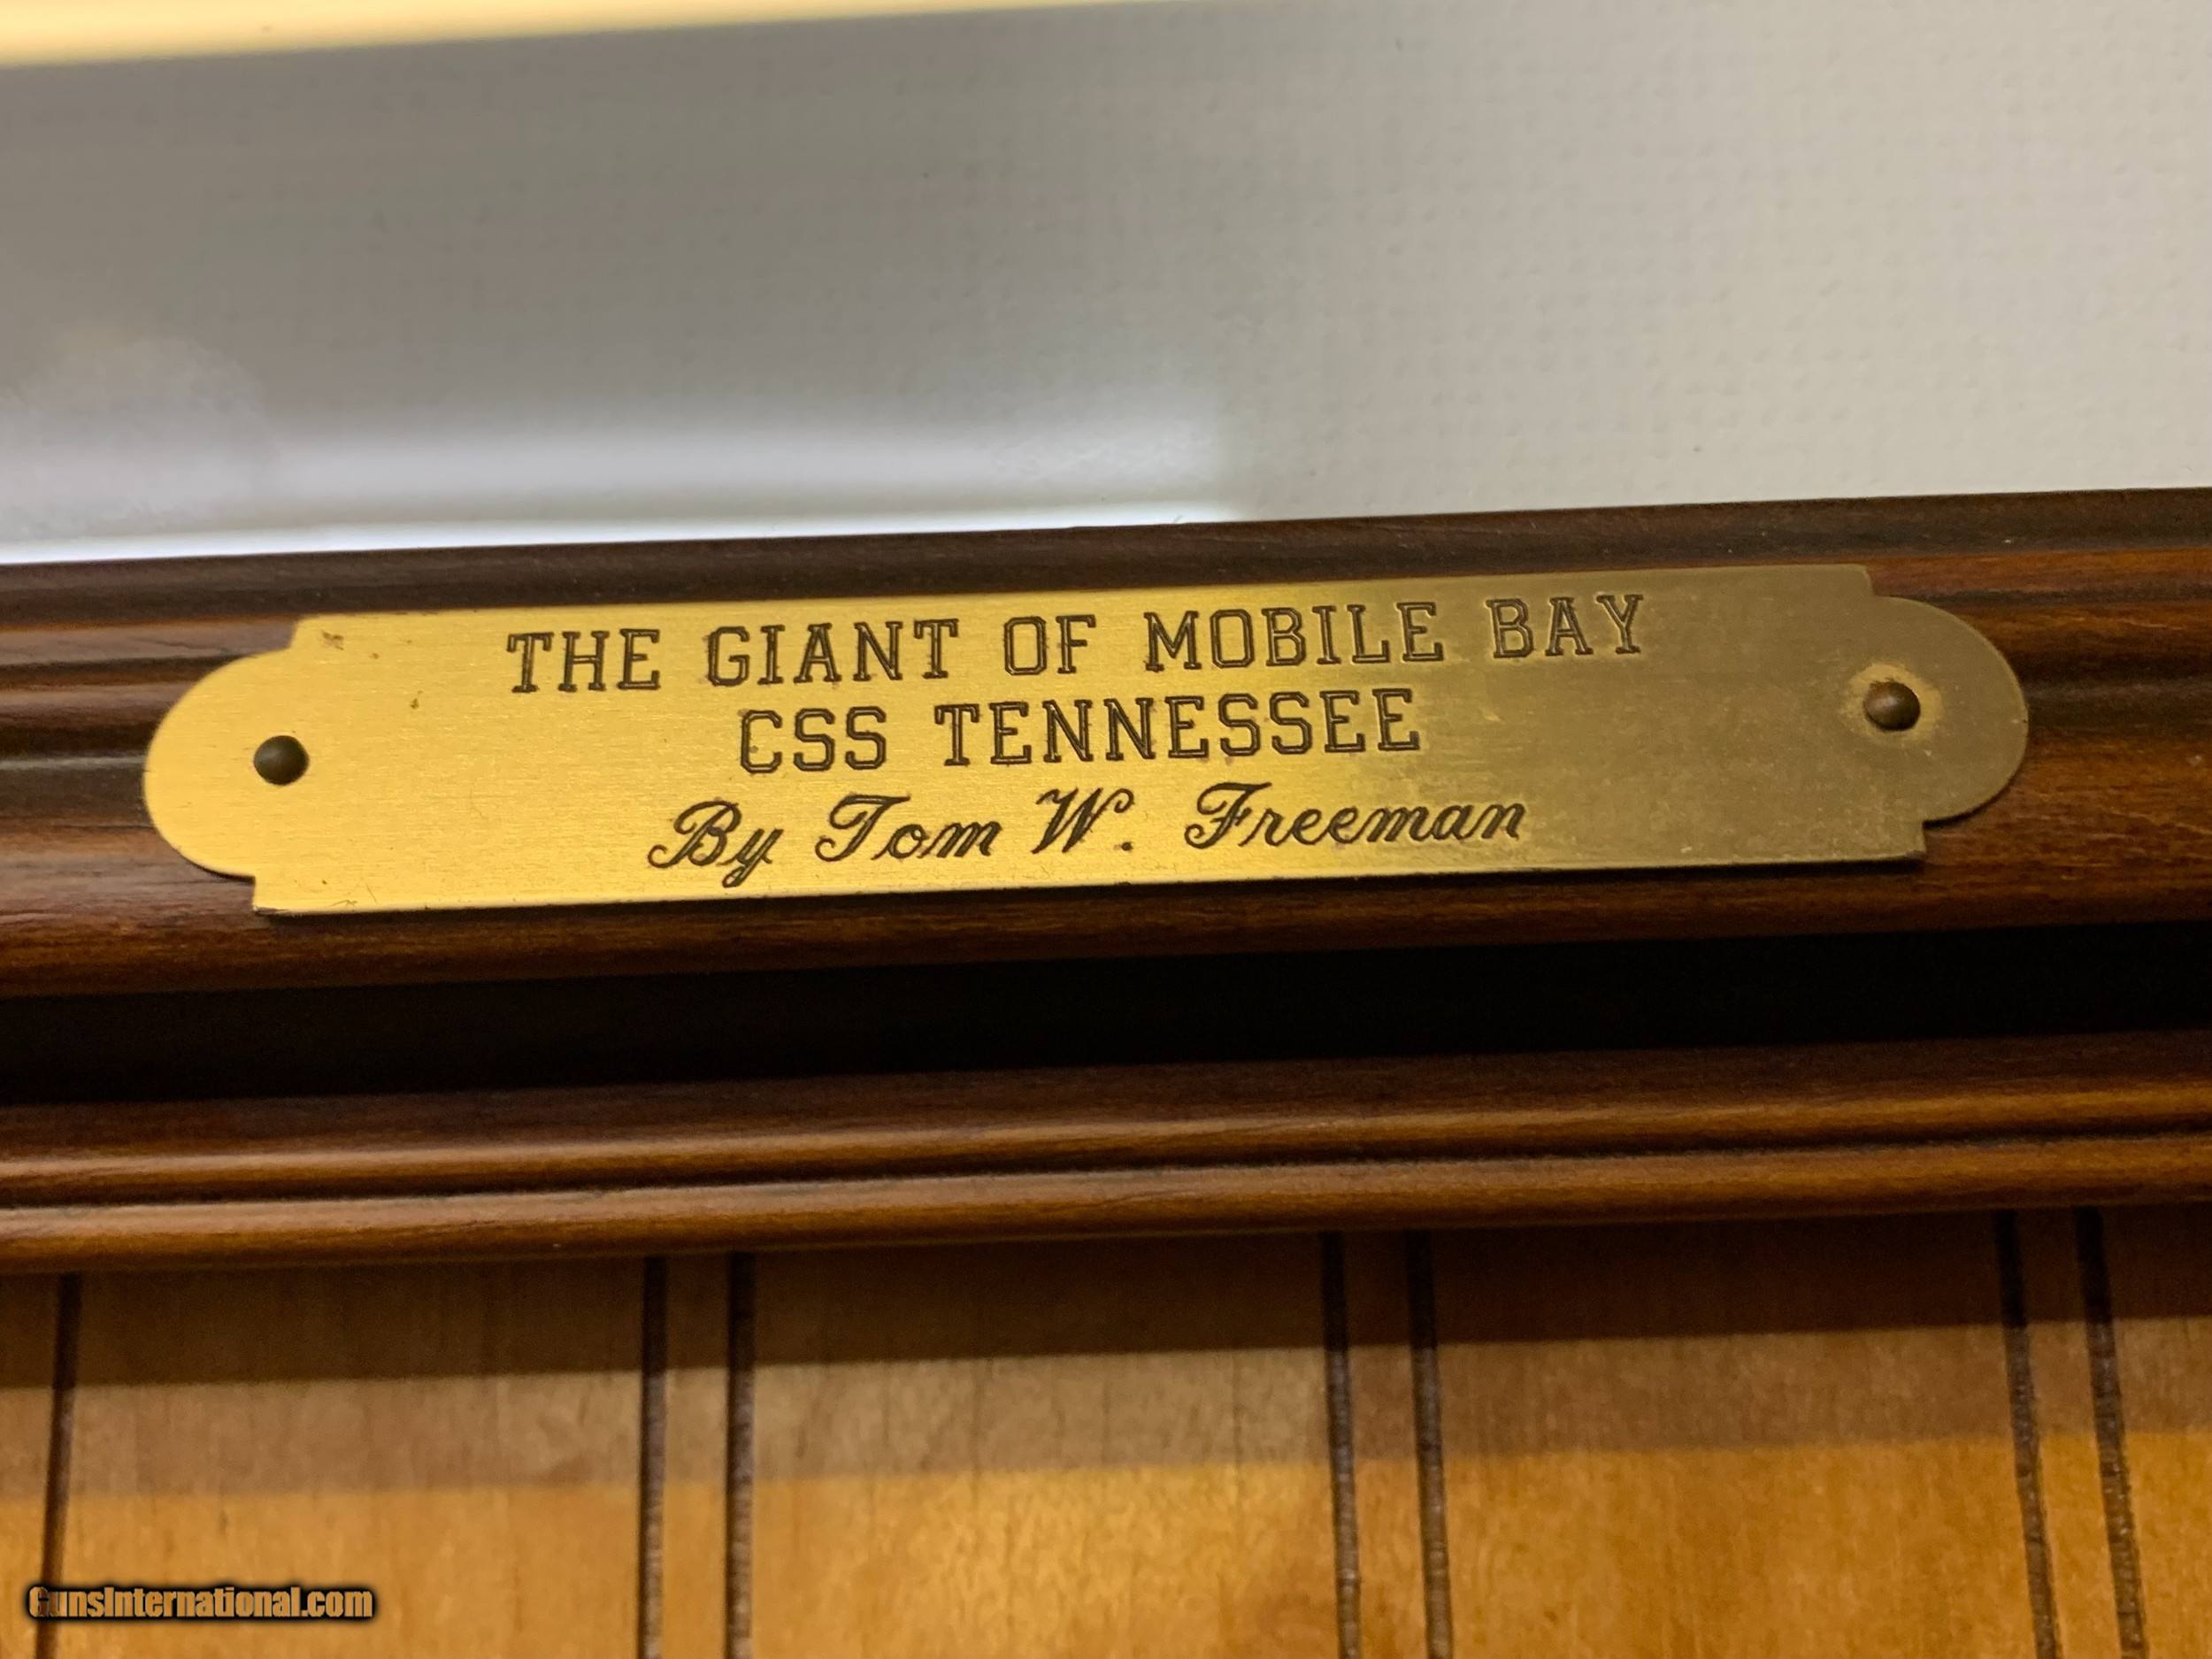 THE GIANT OF MOBILE BAY
CSS TENNESSEE
By Tom W. Freeman
GunsInternational.com